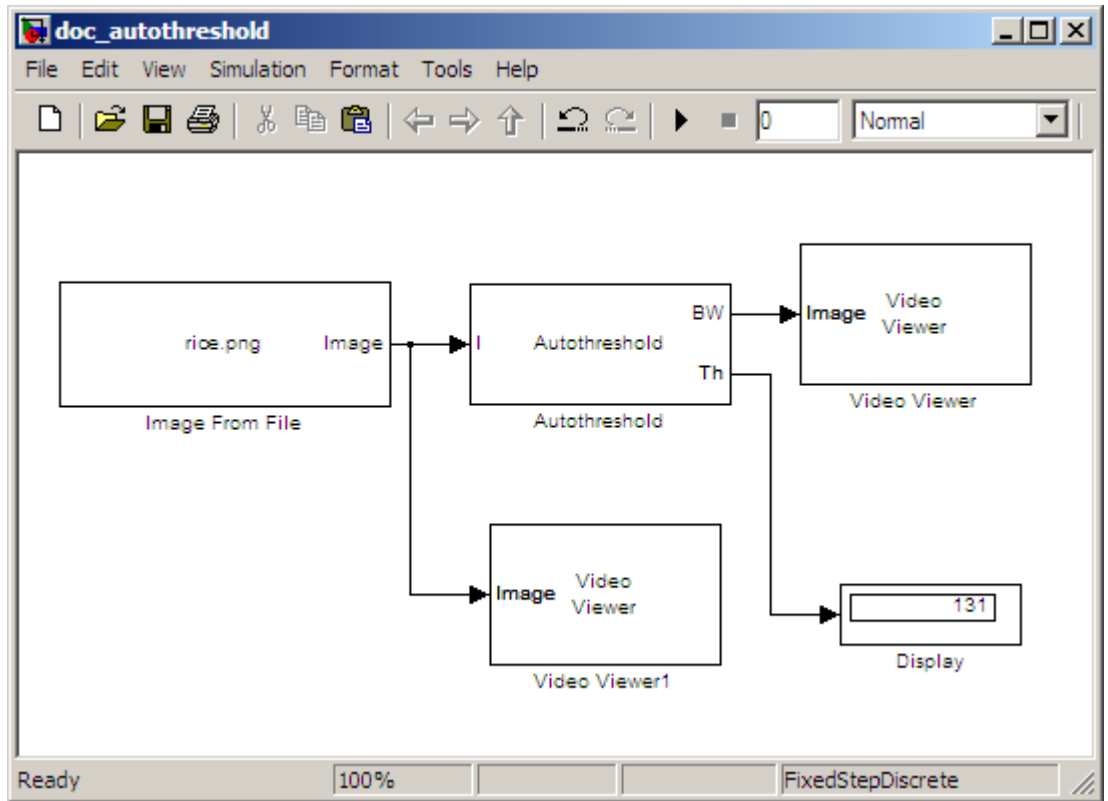 doc_autothreshold
File Edit View Simulation Format Tools Help
0 Normal
rice.png Image
Image From File
I Autothreshold BW Th
Autothreshold
Image Video
Viewer
Video Viewer
Image Video
Viewer
Video Viewer1
131
Display
Ready 100% FixedStepDiscrete